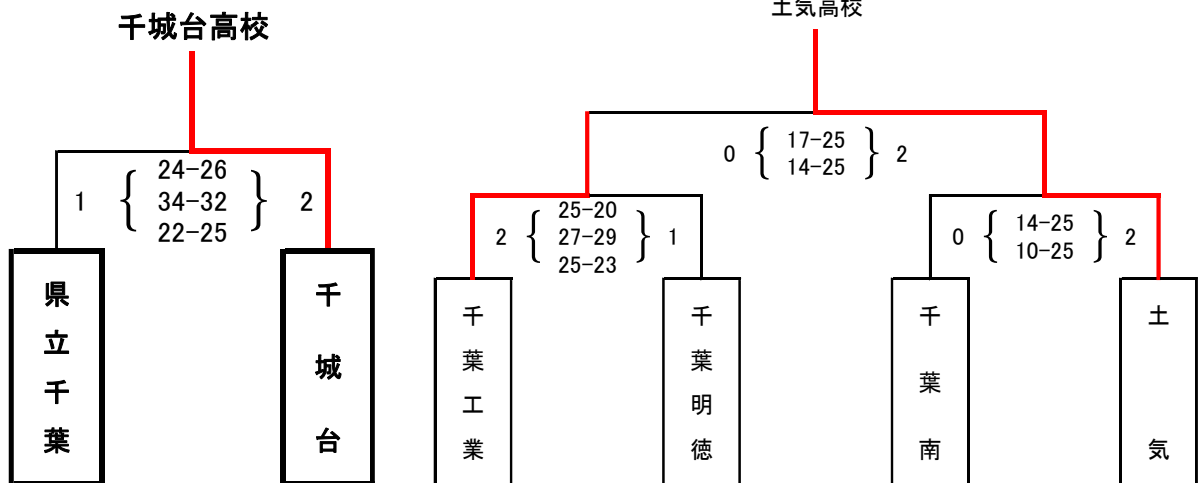 千城台高校
1 { 24-26 34-32 22-25 } 2
県立千葉
千城台
土気高校
0 { 17-25 14-25 } 2
2 { 25-20 27-29 25-23 } 1
0 { 14-25 10-25 } 2
千葉工業
千葉明徳
千葉南
土気